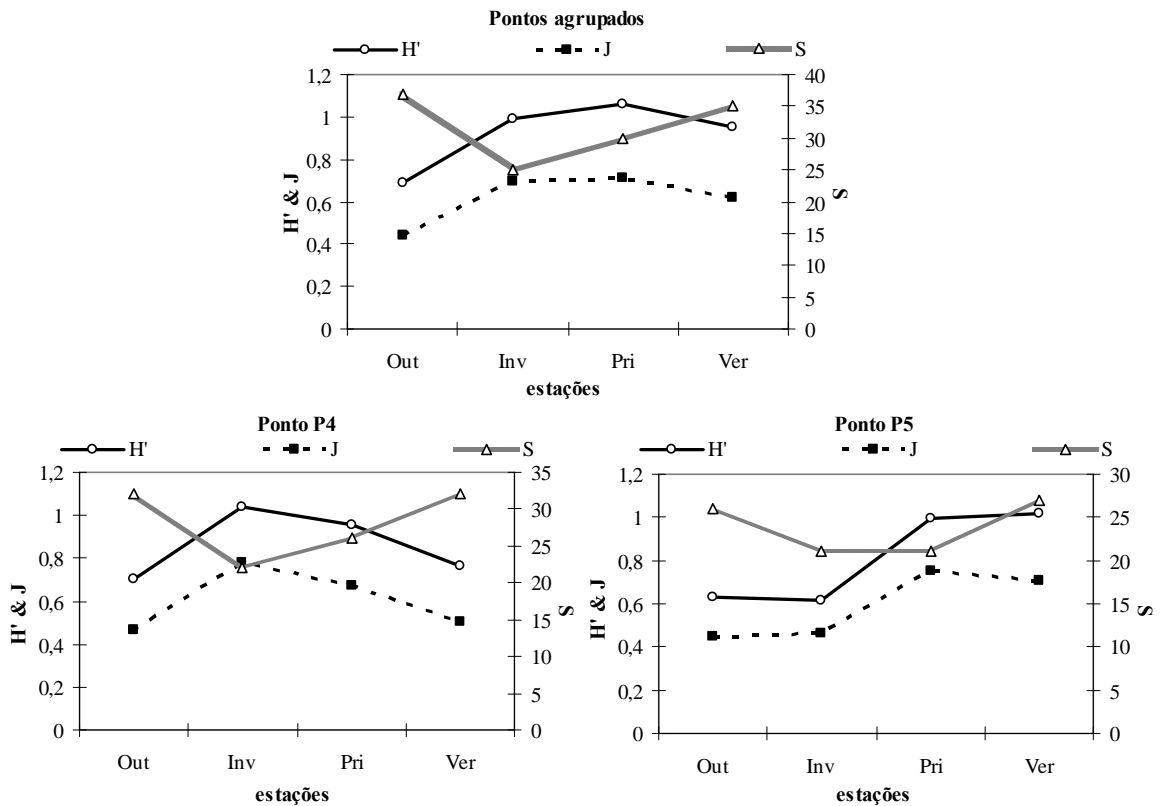 Pontos agrupados
H' J S
1,2 40
35
1 30
0,8 25
0,6 20
15
0,4 10
0,2 5
0 0
H' & J
S
Out Inv Pri Ver
estações
Ponto P4
H' J S
1,2 35
1 30
25
0,8 20
0,6 15
0,4 10
0,2 5
0 0
H' & J
S
Out Inv Pri Ver
estações
Ponto P5
H' J S
1,2 30
1 25
0,8 20
0,6 15
0,4 10
0,2 5
0 0
H' & J
S
Out Inv Pri Ver
estações